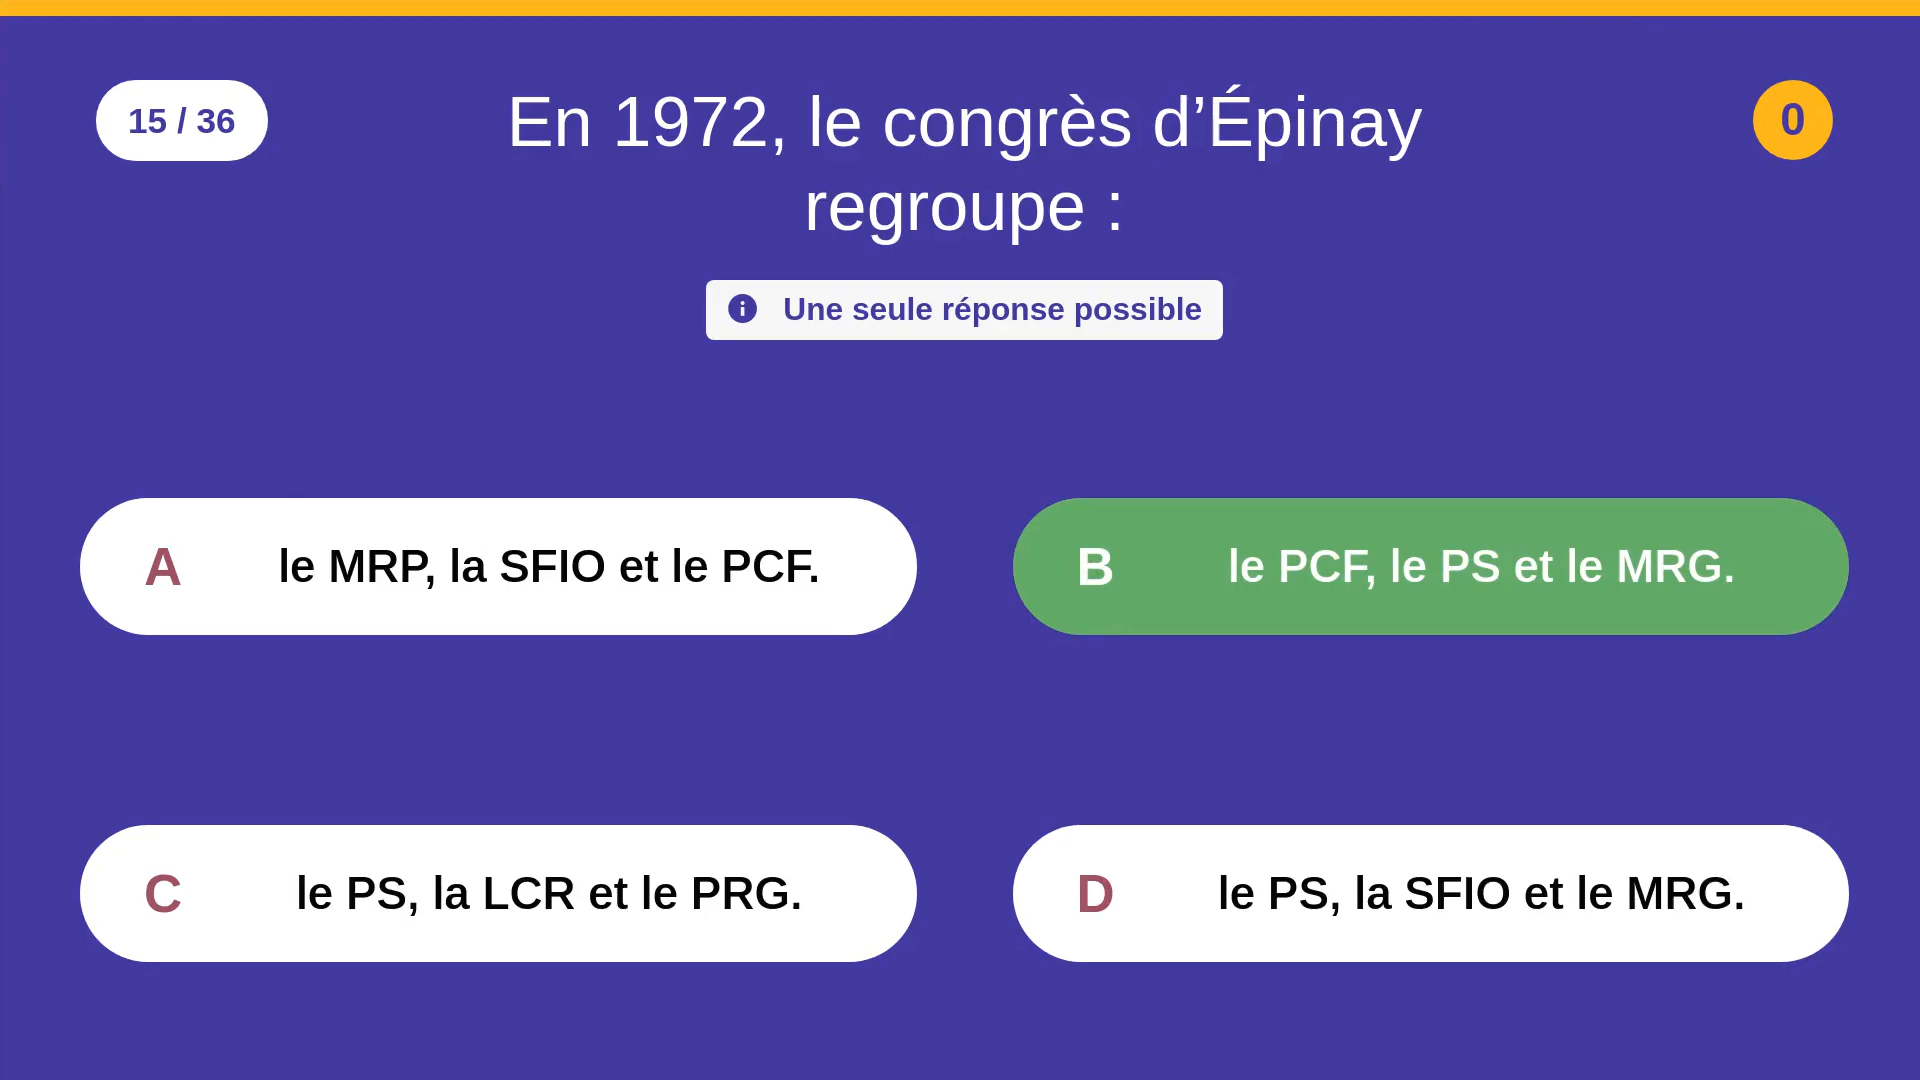 15 / 36
En 1972, le congrès d’Épinay
regroupe :
0
Une seule réponse possible
A le MRP, la SFIO et le PCF.
B le PCF, le PS et le MRG.
C le PS, la LCR et le PRG.
D le PS, la SFIO et le MRG.